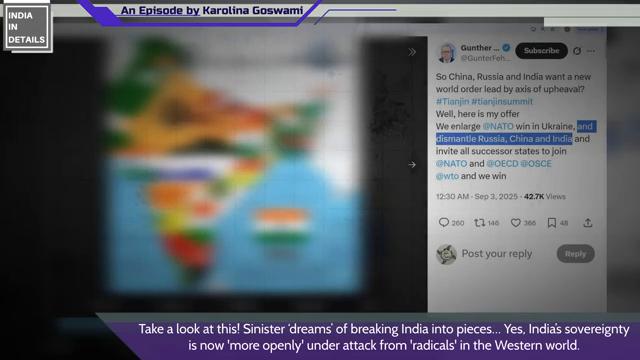 INDIA
IN
DETAILS
An Episode by Karolina Goswami
Gunther ...
@GunterFeh...
Subscribe
So China, Russia and India want a new
world order lead by axis of upheaval?
#Tianjin #tianjinsummit
Well, here is my offer
We enlarge @NATO win in Ukraine, and
dismantle Russia, China and India and
invite all successor states to join
@NATO and @OECD @OSCE
@wto and we win
12:30 AM · Sep 3, 2025 · 42.7K Views
260 146 366 48
Post your reply
Reply
Take a look at this! Sinister 'dreams' of breaking India into pieces... Yes, India's sovereignty
is now 'more openly' under attack from 'radicals' in the Western world.